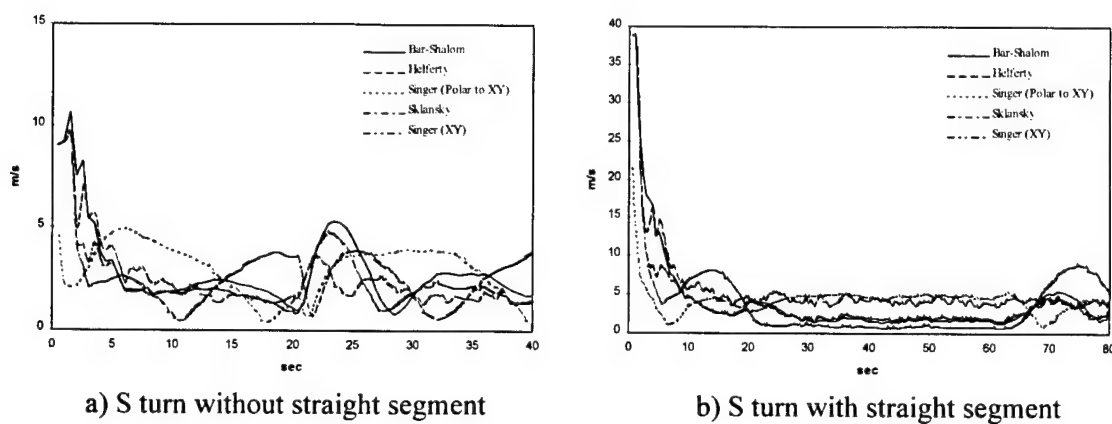 15
10
5
0
m/s
0 5 10 15 20 25 30 35 40
sec
Bar-Shalom
Helferty
Singer (Polar to XY)
Sklansky
Singer (XY)
a) S turn without straight segment
40
35
30
25
20
15
10
5
0
m/s
0 10 20 30 40 50 60 70 80
sec
Bar-Shalom
Helferty
Singer (Polar to XY)
Sklansky
Singer (XY)
b) S turn with straight segment